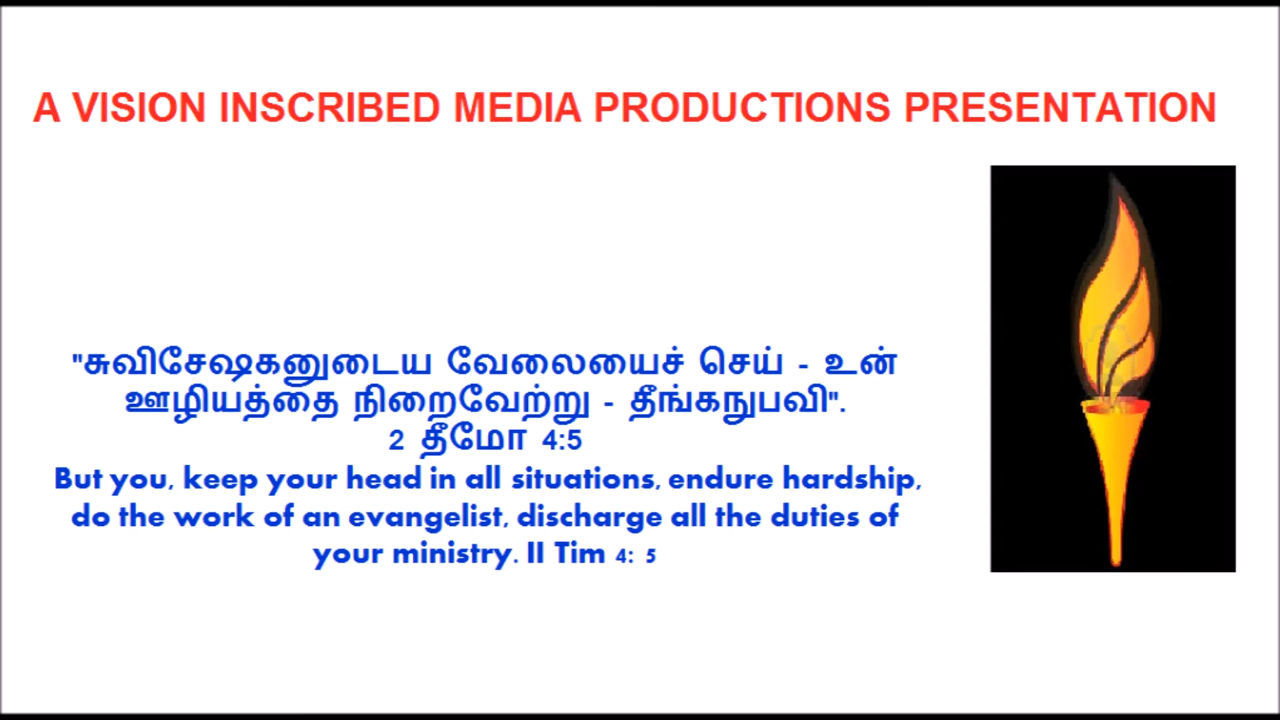 A VISION INSCRIBED MEDIA PRODUCTIONS PRESENTATION
"சுவிசேஷகனுடைய வேலையைச் செய் - உன்
ஊழியத்தை நிறைவேற்று - தீங்கநுபவி".
2 தீமோ 4:5
But you, keep your head in all situations, endure hardship,
do the work of an evangelist, discharge all the duties of
your ministry. II Tim 4: 5